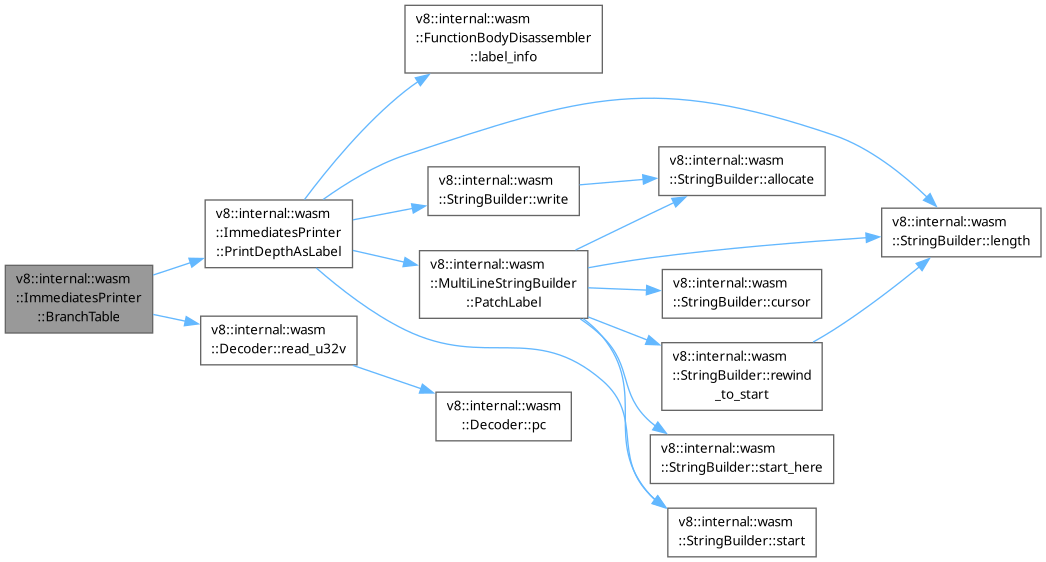 v8::internal::wasm
::FunctionBodyDisassembler
::label_info
v8::internal::wasm
::StringBuilder::allocate
v8::internal::wasm
::StringBuilder::write
v8::internal::wasm
::ImmediatesPrinter
::PrintDepthAsLabel
v8::internal::wasm
::StringBuilder::length
v8::internal::wasm
::MultiLineStringBuilder
::PatchLabel
v8::internal::wasm
::ImmediatesPrinter
::BranchTable
v8::internal::wasm
::StringBuilder::cursor
v8::internal::wasm
::Decoder::read_u32v
v8::internal::wasm
::StringBuilder::rewind
_to_start
v8::internal::wasm
::Decoder::pc
v8::internal::wasm
::StringBuilder::start_here
v8::internal::wasm
::StringBuilder::start